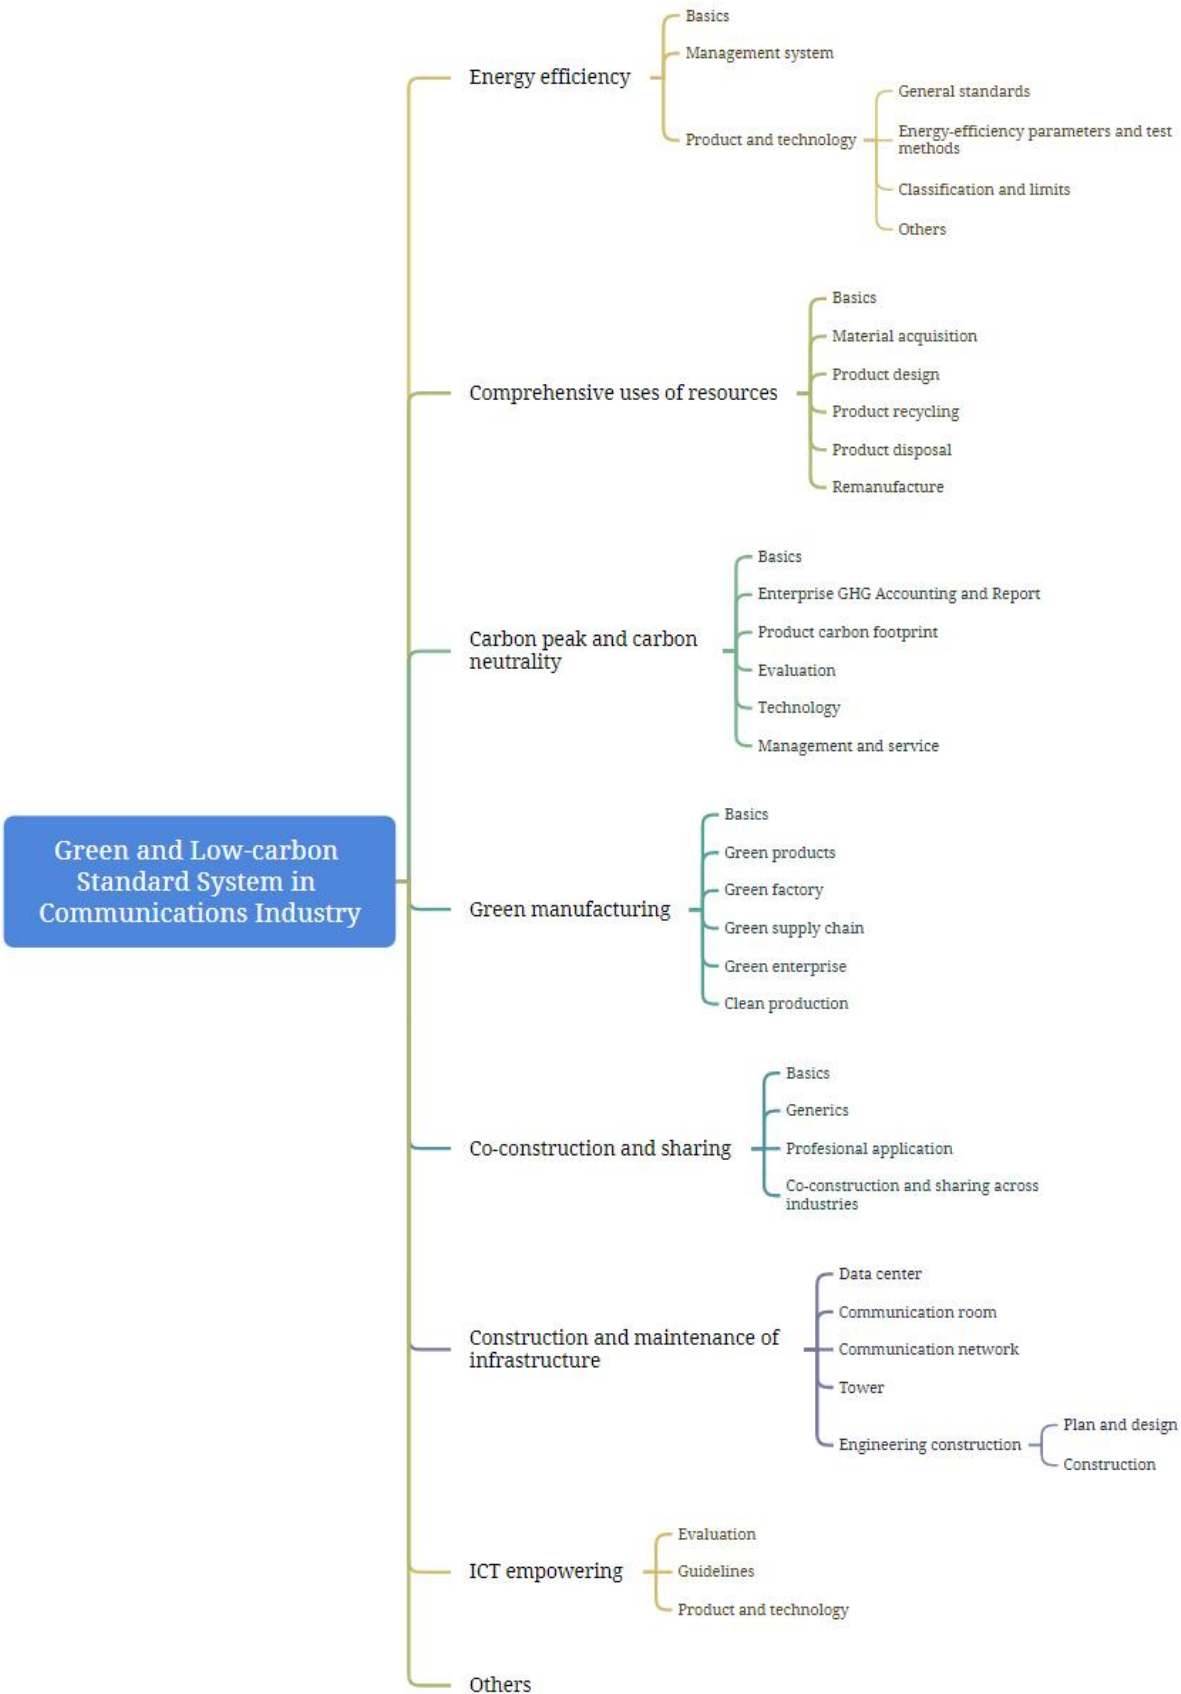 Green and Low-carbon
Standard System in
Communications Industry
Energy efficiency
Basics
Management system
Product and technology
General standards
Energy-efficiency parameters and test
methods
Classification and limits
Others
Comprehensive uses of resources
Basics
Material acquisition
Product design
Product recycling
Product disposal
Remanufacture
Carbon peak and carbon
neutrality
Basics
Enterprise GHG Accounting and Report
Product carbon footprint
Evaluation
Technology
Management and service
Green manufacturing
Basics
Green products
Green factory
Green supply chain
Green enterprise
Clean production
Co-construction and sharing
Basics
Generics
Profesional application
Co-construction and sharing across
industries
Construction and maintenance of
infrastructure
Data center
Communication room
Communication network
Tower
Engineering construction
Plan and design
Construction
ICT empowering
Evaluation
Guidelines
Product and technology
Others